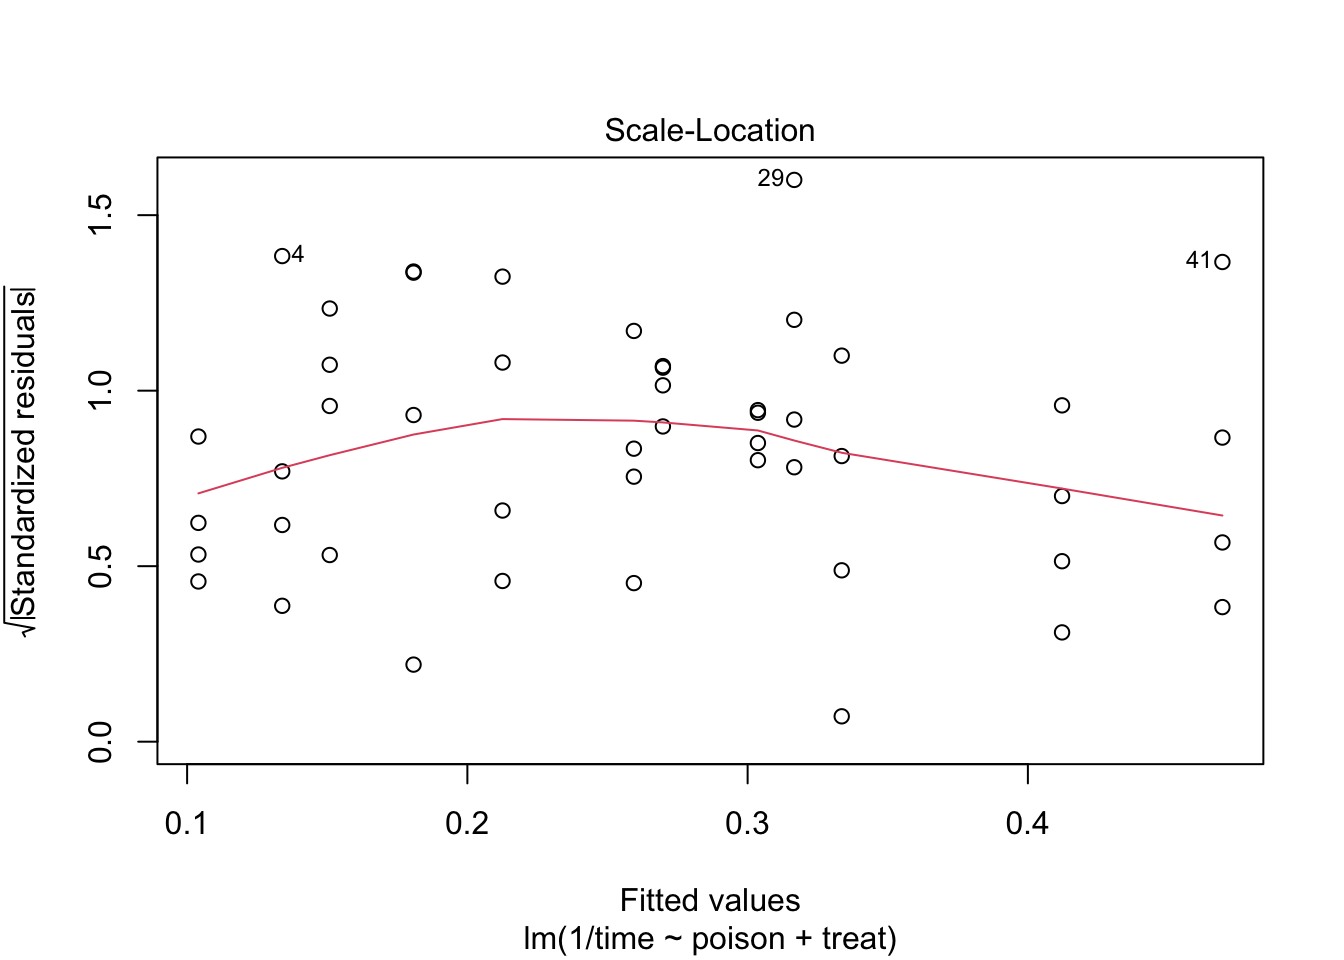 Scale-Location
√|Standardized residuals|
0.0
0.5
1.0
1.5
4
29
41
0.1
0.2
0.3
0.4
Fitted values
lm(1/time ~ poison + treat)